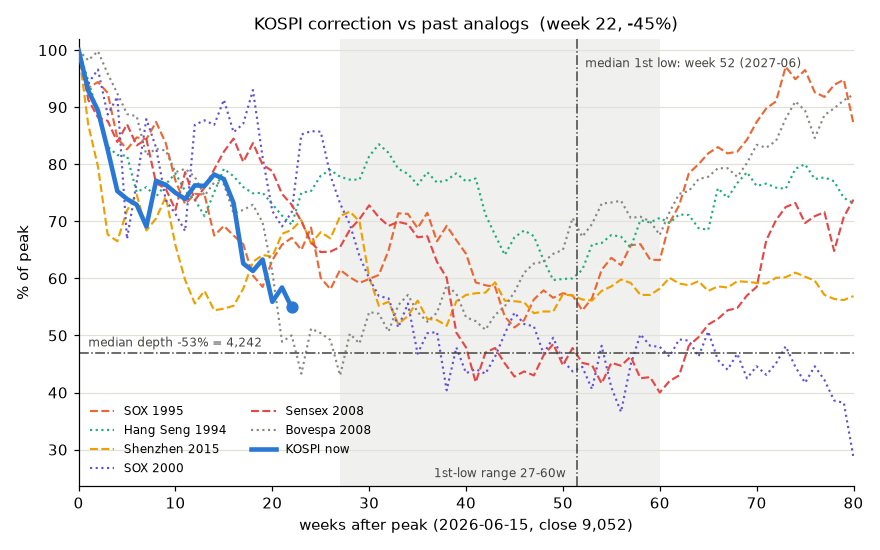 KOSPI correction vs past analogs  (week 22, -45%)
% of peak
100
90
80
70
60
50
40
30
median 1st low: week 52 (2027-06)
median depth -53% = 4,242
SOX 1995
Hang Seng 1994
Shenzhen 2015
SOX 2000
Sensex 2008
Bovespa 2008
KOSPI now
1st-low range 27-60w
0 10 20 30 40 50 60 70 80
weeks after peak (2026-06-15, close 9,052)